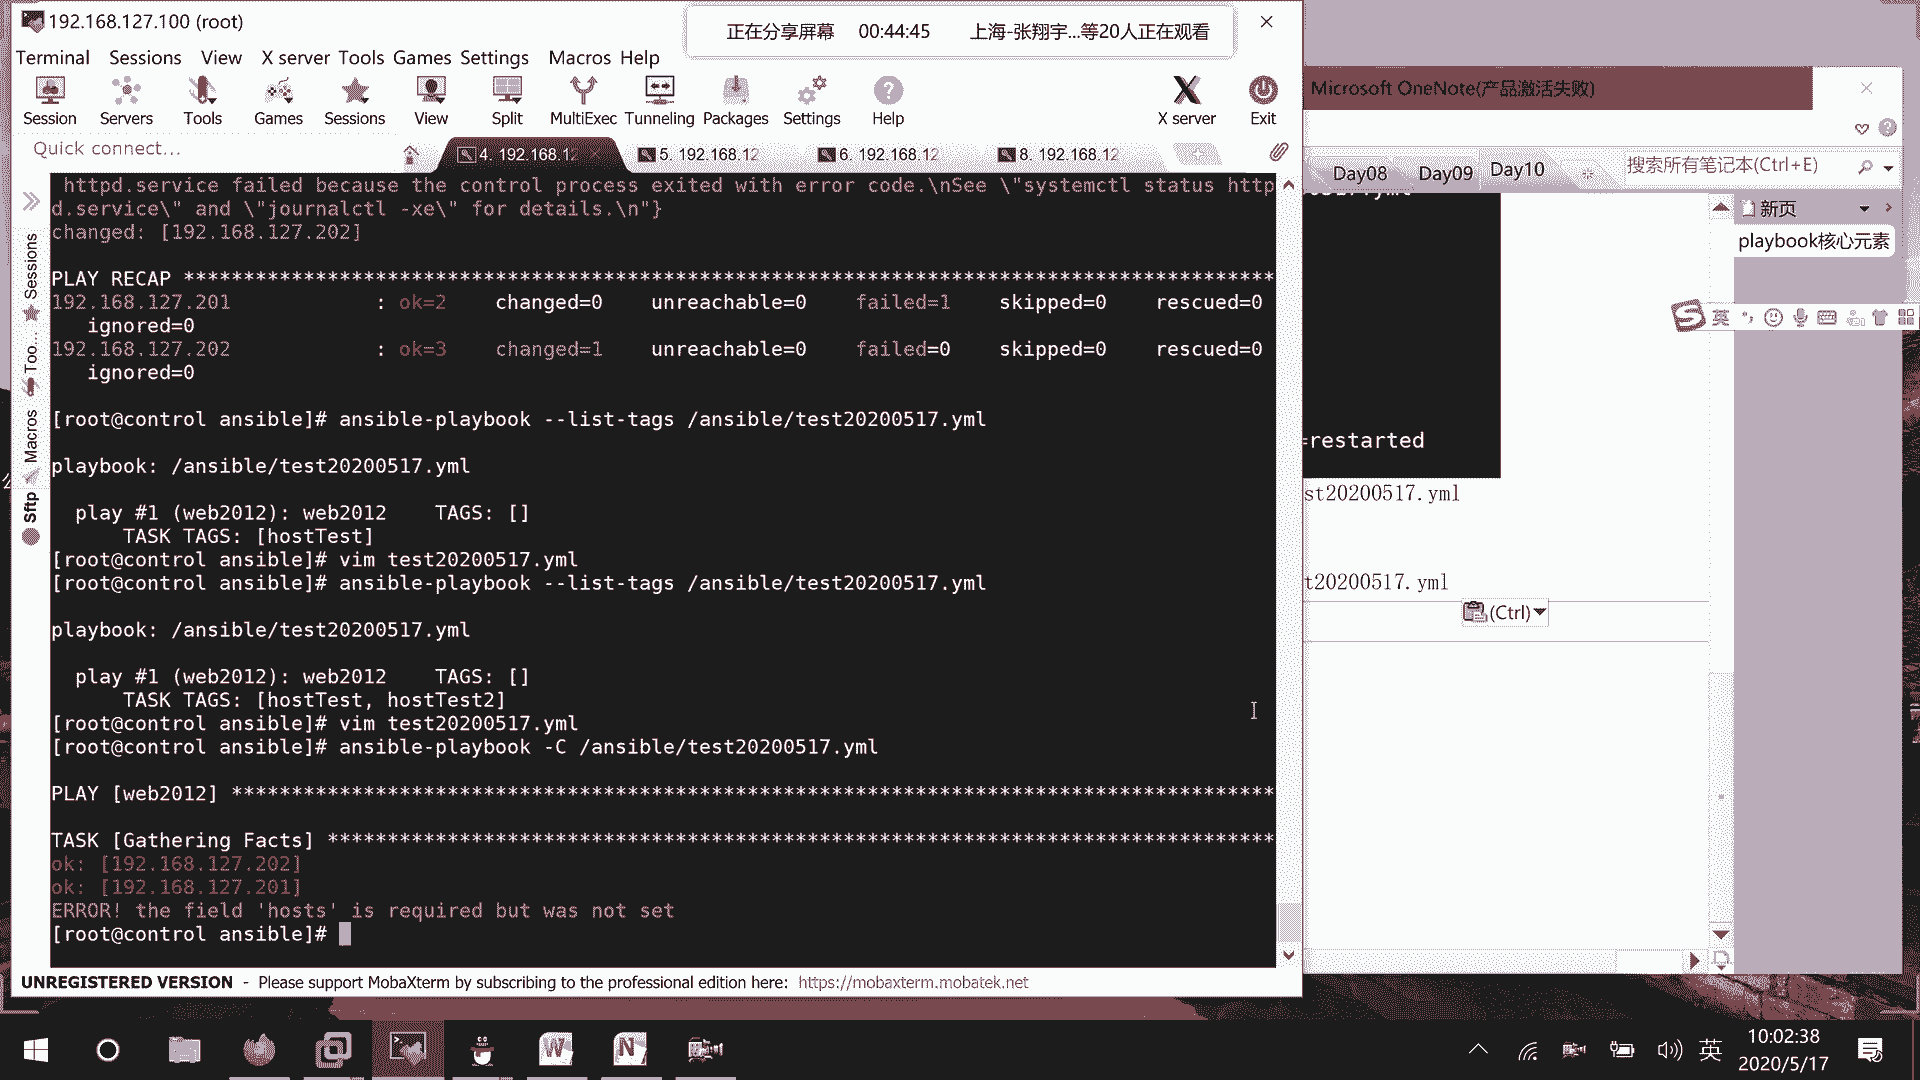 192.168.127.100 (root)
正在分享屏幕 00:44:45 上海-张翔宇...等20人正在观看
Terminal Sessions View X server Tools Games Settings Macros Help
Session Servers Tools Games Sessions View Split MultiExec Tunneling Packages Settings Help X server Exit
Quick connect...
4. 192.168.12
5. 192.168.12
6. 192.168.12
8. 192.168.12
Sessions
Too...
Macros
Sftp
httpd.service failed because the control process exited with error code.\nSee \"systemctl status http
d.service\" and \"journalctl -xe\" for details.\n"}
changed: [192.168.127.202]
PLAY RECAP *******************************************************************************************
192.168.127.201 : ok=2 changed=0 unreachable=0 failed=1 skipped=0 rescued=0
ignored=0
192.168.127.202 : ok=3 changed=1 unreachable=0 failed=0 skipped=0 rescued=0
ignored=0
[root@control ansible]# ansible-playbook --list-tags /ansible/test20200517.yml
playbook: /ansible/test20200517.yml
play #1 (web2012): web2012 TAGS: []
TASK TAGS: [hostTest]
[root@control ansible]# vim test20200517.yml
[root@control ansible]# ansible-playbook --list-tags /ansible/test20200517.yml
playbook: /ansible/test20200517.yml
play #1 (web2012): web2012 TAGS: []
TASK TAGS: [hostTest, hostTest2]
[root@control ansible]# vim test20200517.yml
[root@control ansible]# ansible-playbook -C /ansible/test20200517.yml
PLAY [web2012] ***************************************************************************************
TASK [Gathering Facts] *******************************************************************************
ok: [192.168.127.202]
ok: [192.168.127.201]
ERROR! the field 'hosts' is required but was not set
[root@control ansible]#
UNREGISTERED VERSION - Please support MobaXterm by subscribing to the professional edition here: https://mobaxterm.mobatek.net
Microsoft OneNote(产品激活失败)
Day08 Day09 Day10
搜索所有笔记本(Ctrl+E)
新页
playbook核心元素
英
=restarted
st20200517.yml
t20200517.yml
(Ctrl)
英
10:02:38
2020/5/17